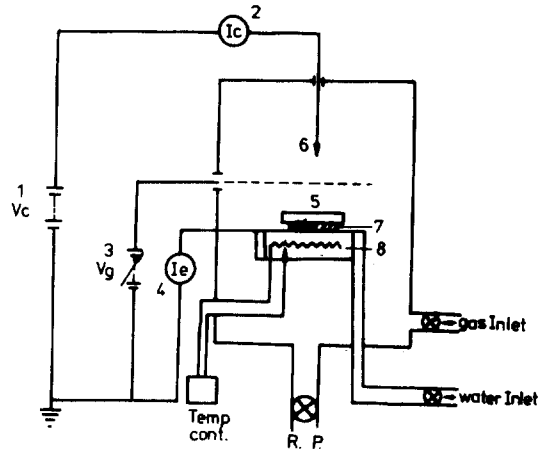 2
Ic
6
1
Vc
3
Vg
4
Ie
5
7
8
gas Inlet
water Inlet
Temp
cont.
R. P.